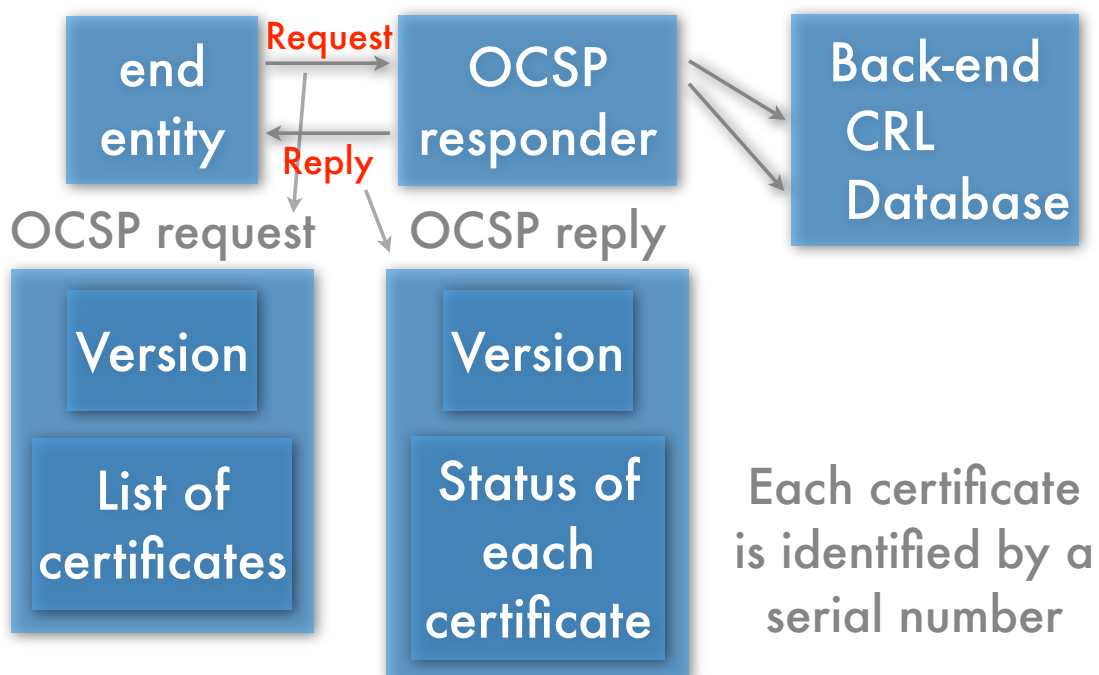 end
entity
Request
Reply
OCSP
responder
Back-end
CRL
Database
OCSP request
OCSP reply
Version
List of
certificates
Version
Status of
each
certificate
Each certificate
is identified by a
serial number